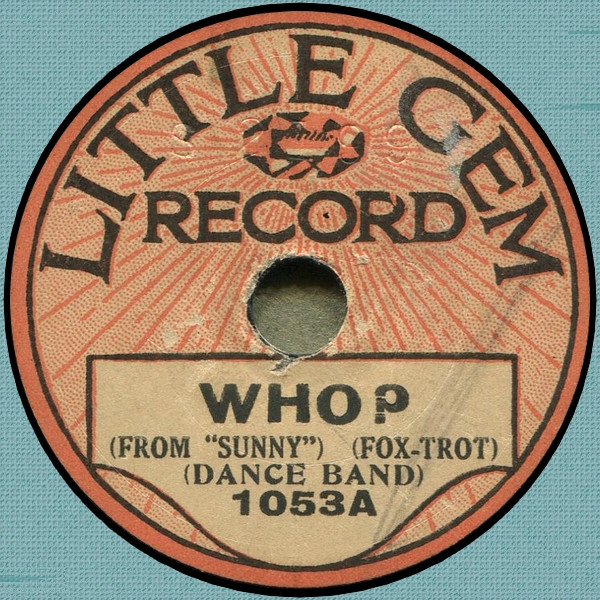 LITTLE GEM
RECORD
WHO?
(FROM "SUNNY") (FOX-TROT)
(DANCE BAND)
1053A